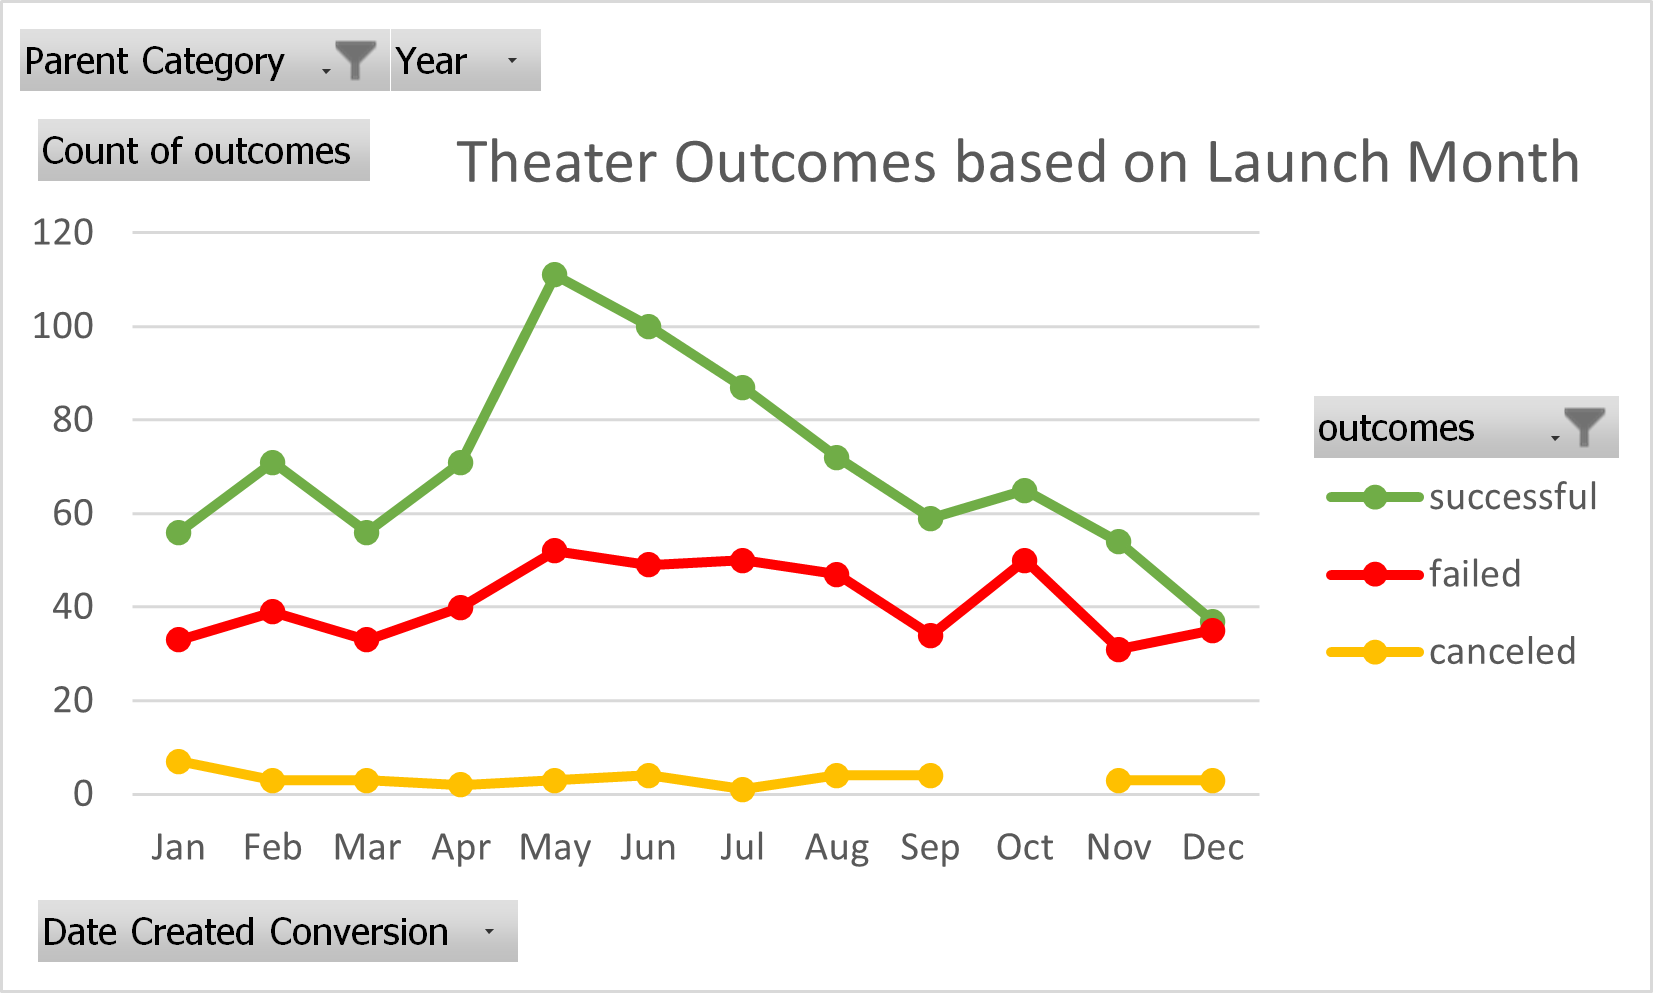 Parent Category Year
Count of outcomes
Theater Outcomes based on Launch Month
120
100
80
60
40
20
0
Jan Feb Mar Apr May Jun Jul Aug Sep Oct Nov Dec
outcomes
successful
failed
canceled
Date Created Conversion